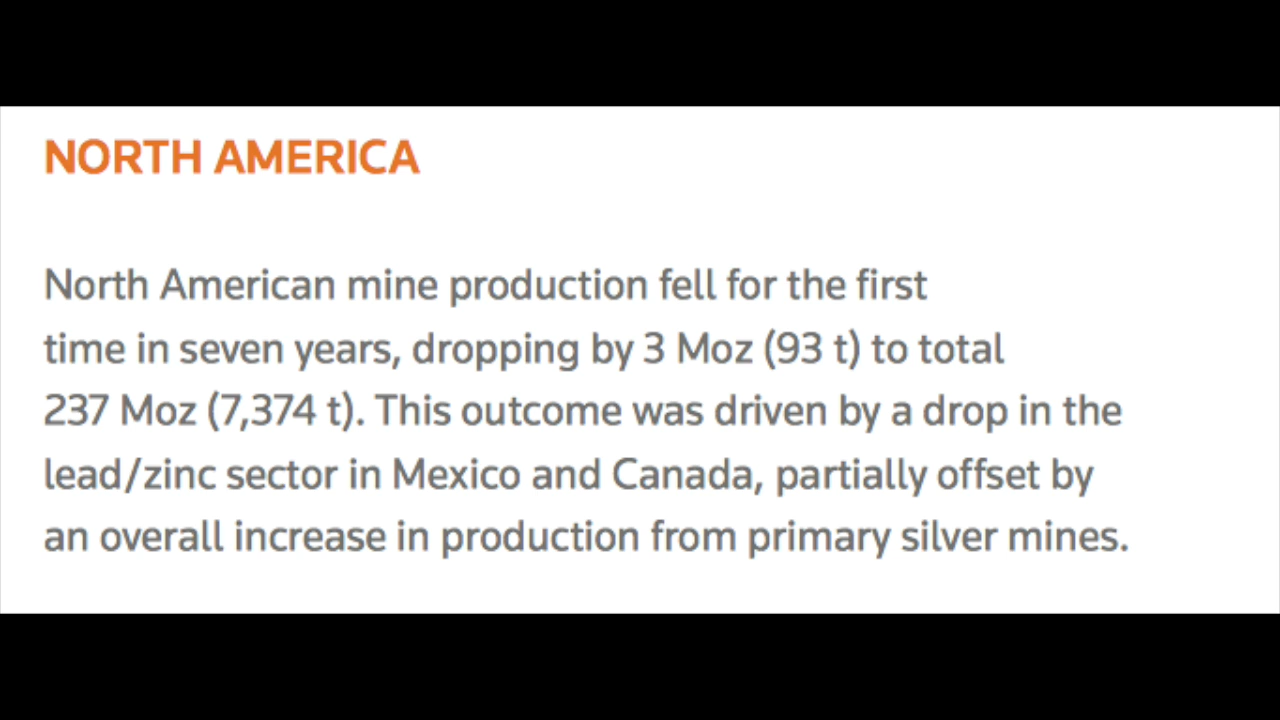 NORTH AMERICA
North American mine production fell for the first
time in seven years, dropping by 3 Moz (93 t) to total
237 Moz (7,374 t). This outcome was driven by a drop in the
lead/zinc sector in Mexico and Canada, partially offset by
an overall increase in production from primary silver mines.